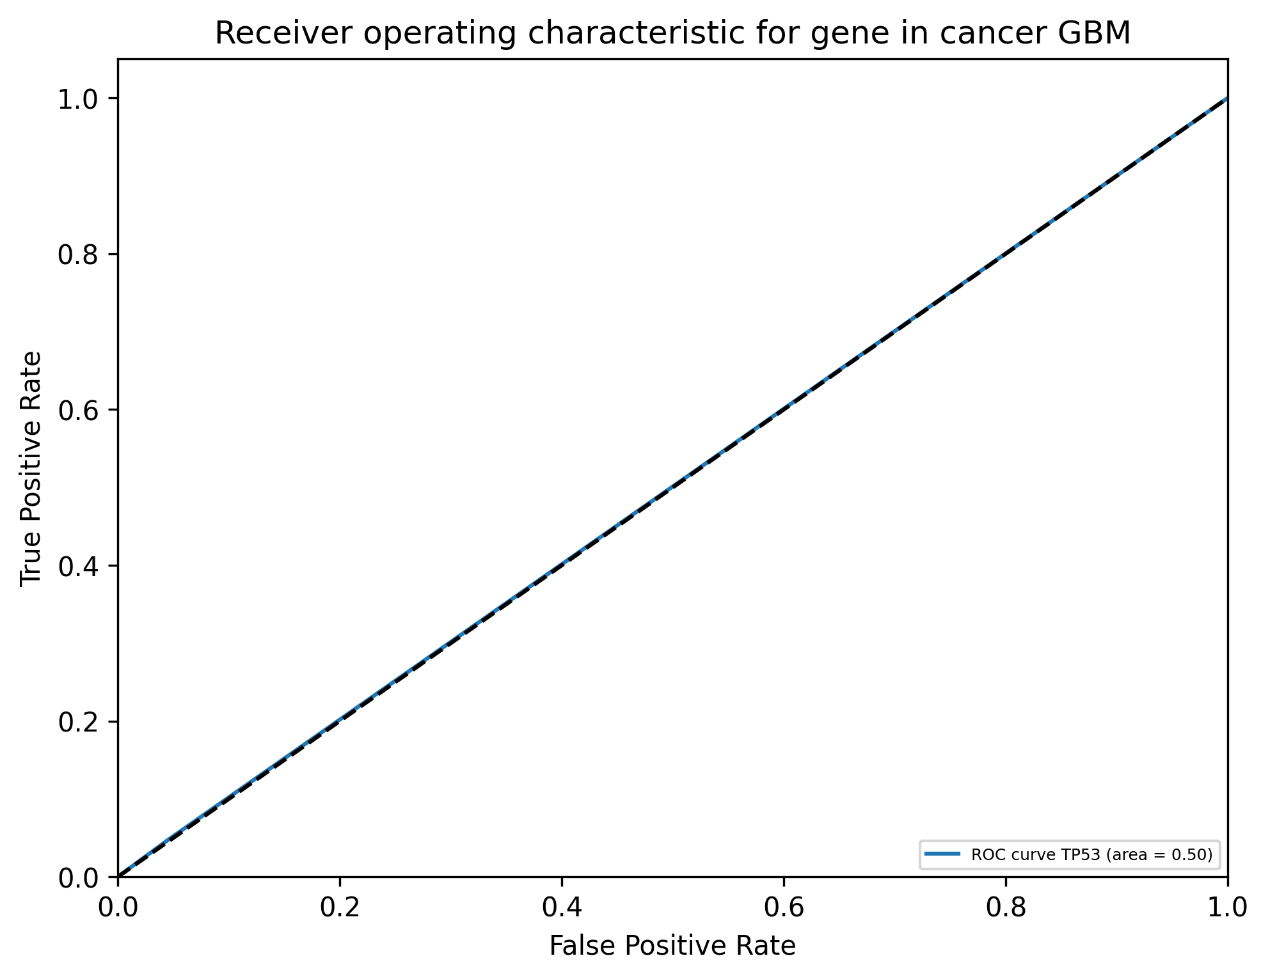 Receiver operating characteristic for gene in cancer GBM
1.0
0.8
0.6
0.4
0.2
0.0
True Positive Rate
0.0 0.2 0.4 0.6 0.8 1.0
False Positive Rate
ROC curve TP53 (area = 0.50)